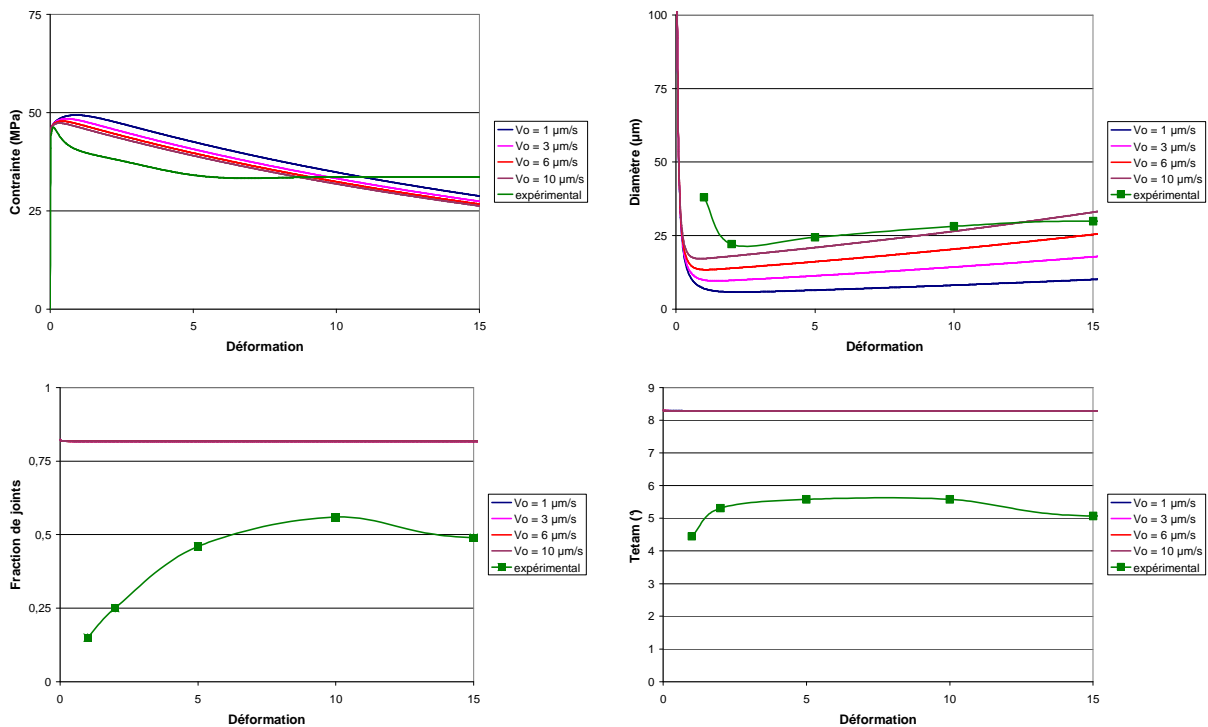 75
50
25
0
0 5 10 15
Contrainte (MPa)
Déformation
Vo = 1 µm/s
Vo = 3 µm/s
Vo = 6 µm/s
Vo = 10 µm/s
expérimental
100
75
50
25
0
0 5 10 15
Diamètre (µm)
Déformation
Vo = 1 µm/s
Vo = 3 µm/s
Vo = 6 µm/s
Vo = 10 µm/s
expérimental
1
0,75
0,5
0,25
0
0 5 10 15
Fraction de joints
Déformation
Vo = 1 µm/s
Vo = 3 µm/s
Vo = 6 µm/s
Vo = 10 µm/s
expérimental
9
8
7
6
5
4
3
2
1
0
0 5 10 15
Tetam (°)
Déformation
Vo = 1 µm/s
Vo = 3 µm/s
Vo = 6 µm/s
Vo = 10 µm/s
expérimental